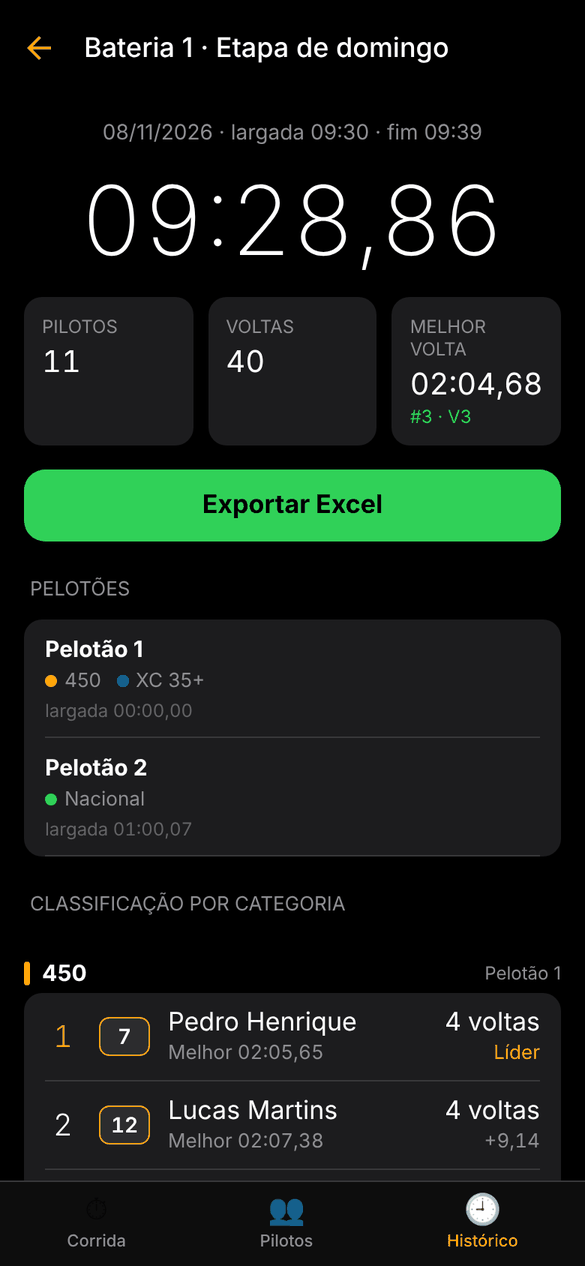 Bateria 1 · Etapa de domingo
08/11/2026 · largada 09:30 · fim 09:39
09:28,86
PILOTOS
11
VOLTAS
40
MELHOR
VOLTA
02:04,68
#3 · V3
Exportar Excel
PELOTÕES
Pelotão 1
450 XC 35+
largada 00:00,00
Pelotão 2
Nacional
largada 01:00,07
CLASSIFICAÇÃO POR CATEGORIA
450 Pelotão 1
1 7 Pedro Henrique 4 voltas
Melhor 02:05,65 Líder
2 12 Lucas Martins 4 voltas
Melhor 02:07,38 +9,14
Corrida Pilotos Histórico